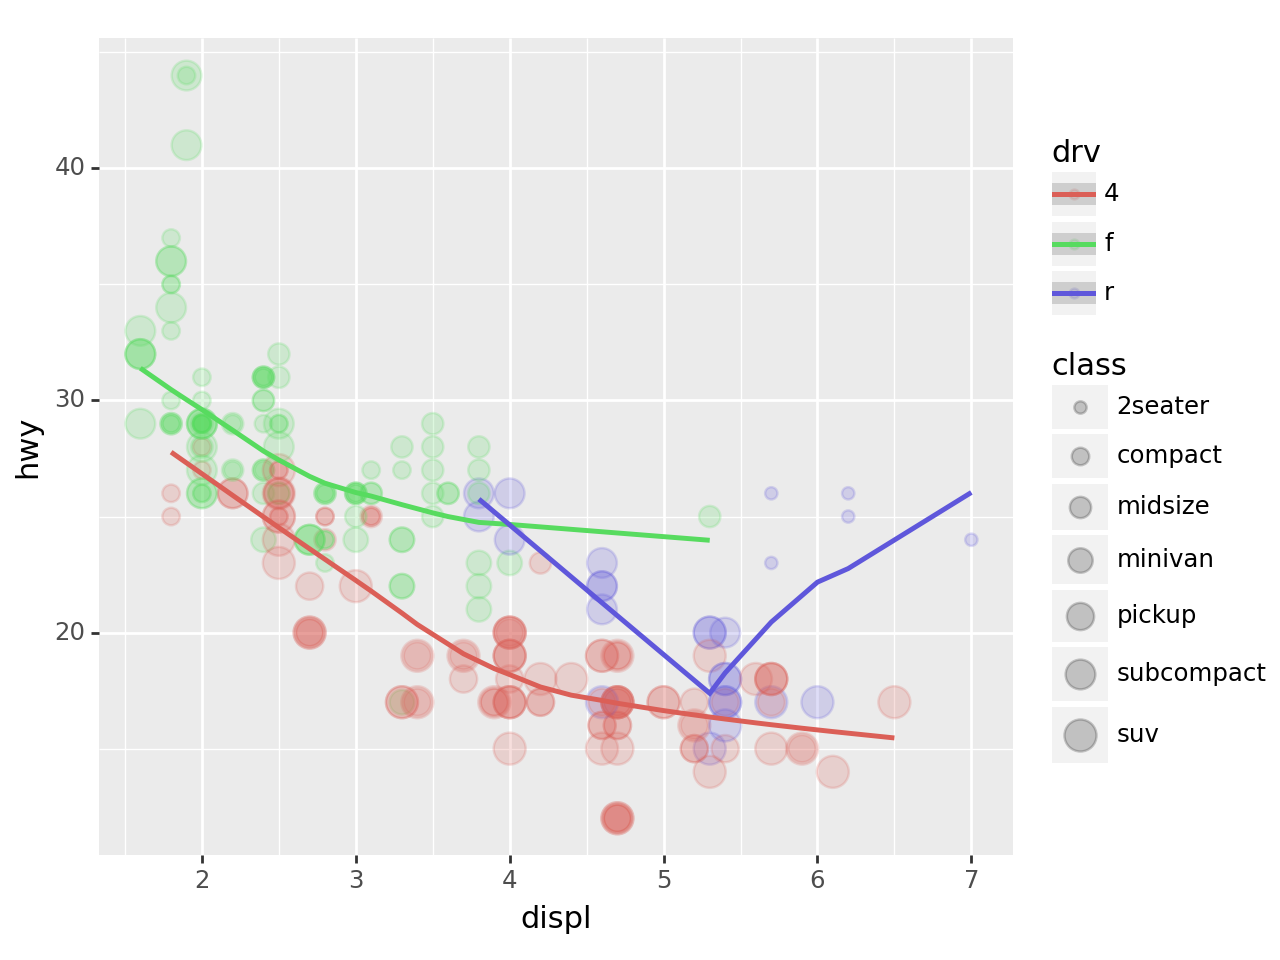 hwy
40
30
20
2 3 4 5 6 7
displ
drv
4
f
r
class
2seater
compact
midsize
minivan
pickup
subcompact
suv